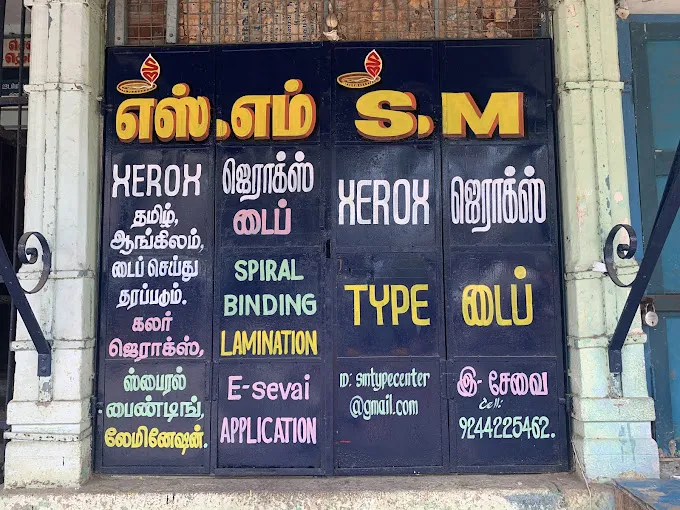 எஸ்.எம் S.M
XEROX
தமிழ்,
ஆங்கிலம்,
டைப் செய்து
தரப்படும்.
கலர்
ஜெராக்ஸ்,
ஸ்பைரல்
பைண்டிங்,
லேமினேஷன்.
ஜெராக்ஸ்
டைப்
SPIRAL
BINDING
LAMINATION
E-sevai
APPLICATION
XEROX
TYPE
ID: smtypecenter
@gmail.com
ஜெராக்ஸ்
டைப்
இ- சேவை
Cell:
9244225462.